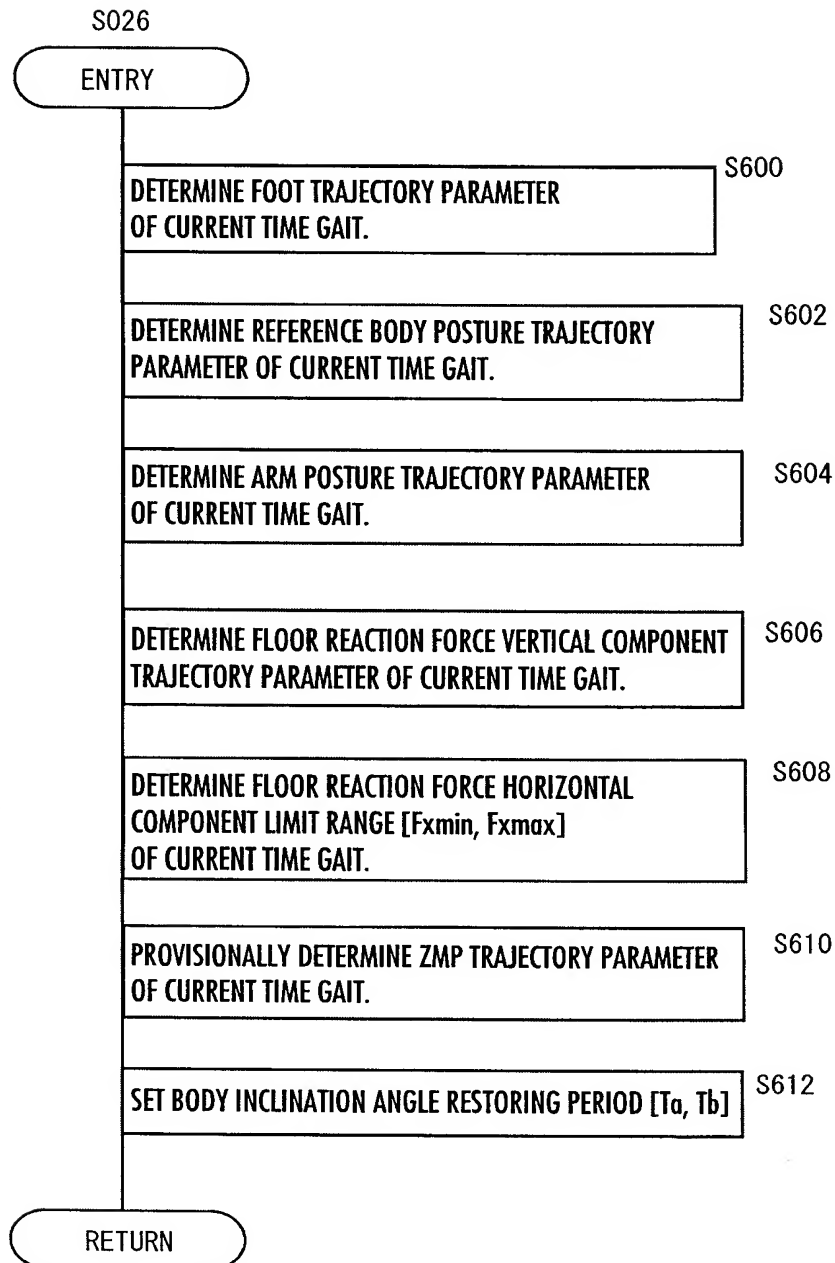 S026
ENTRY
S600
DETERMINE FOOT TRAJECTORY PARAMETER
OF CURRENT TIME GAIT.
S602
DETERMINE REFERENCE BODY POSTURE TRAJECTORY
PARAMETER OF CURRENT TIME GAIT.
S604
DETERMINE ARM POSTURE TRAJECTORY PARAMETER
OF CURRENT TIME GAIT.
S606
DETERMINE FLOOR REACTION FORCE VERTICAL COMPONENT
TRAJECTORY PARAMETER OF CURRENT TIME GAIT.
S608
DETERMINE FLOOR REACTION FORCE HORIZONTAL
COMPONENT LIMIT RANGE [Fxmin, Fxmax]
OF CURRENT TIME GAIT.
S610
PROVISIONALLY DETERMINE ZMP TRAJECTORY PARAMETER
OF CURRENT TIME GAIT.
S612
SET BODY INCLINATION ANGLE RESTORING PERIOD [Ta, Tb]
RETURN